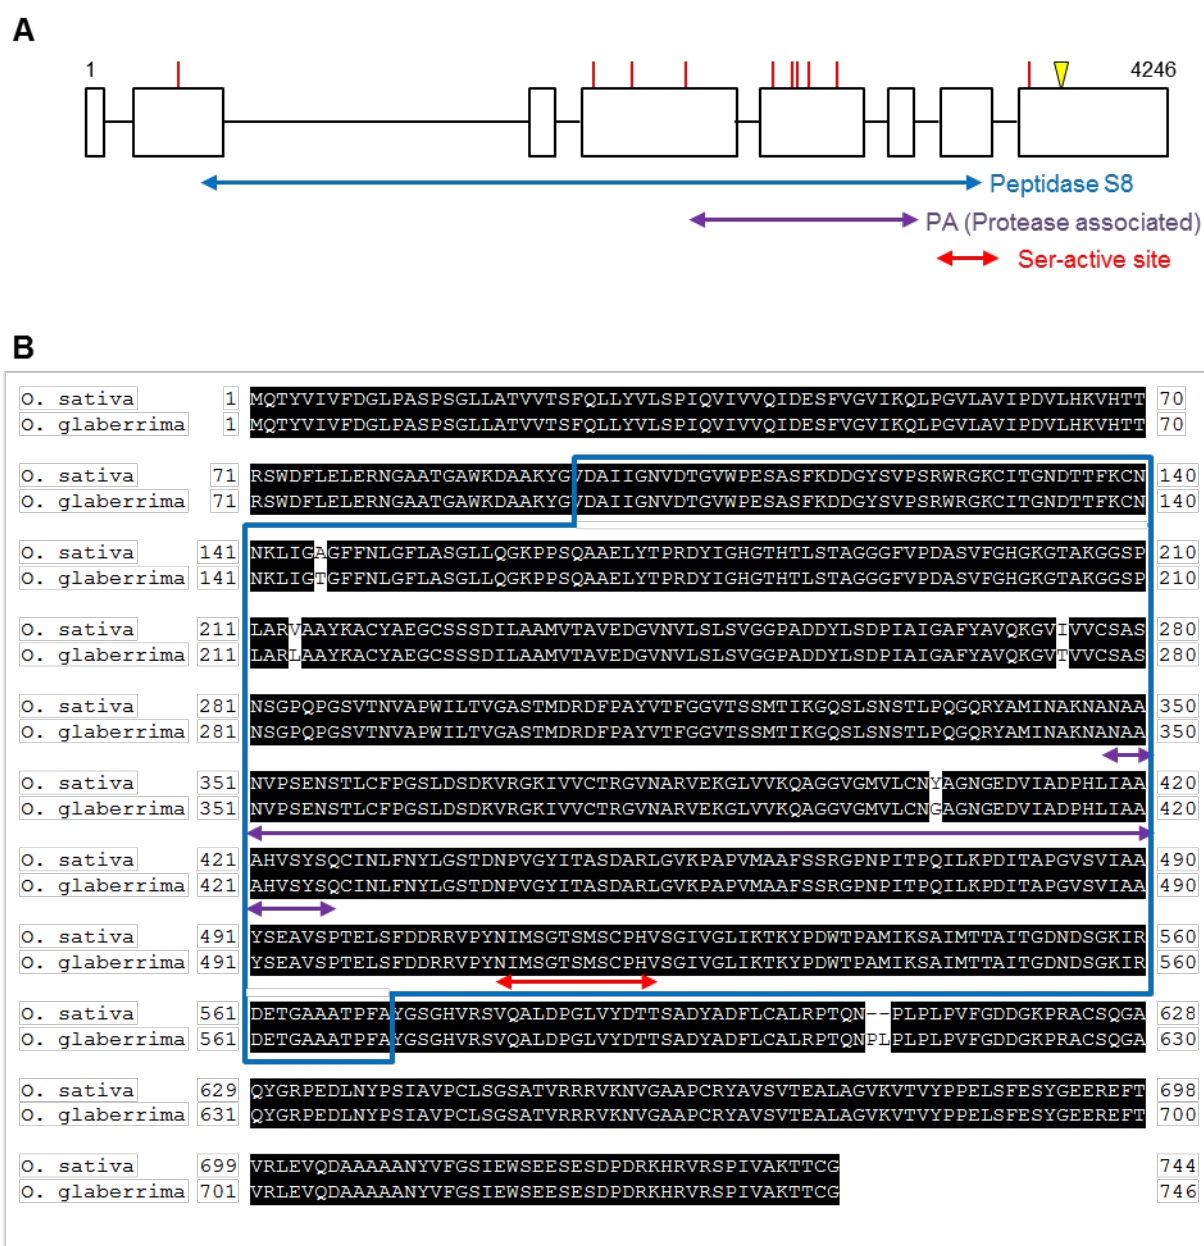 A
1
4246
Peptidase S8
PA (Protease associated)
Ser-active site
B
O. sativa 1 MQTYVIVFDGLPASPSGLLATVVTSFQLLYVLSPIQVIVVQIDESFVGVIKQLPGVLAVIPDVLHKVHTT 70
O. glaberrima 1 MQTYVIVFDGLPASPSGLLATVVTSFQLLYVLSPIQVIVVQIDESFVGVIKQLPGVLAVIPDVLHKVHTT 70
O. sativa 71 RSWDFLELERNGAATGAWKDAAKYGVDAIIGNVDTGVWPESASFKDDGYSVPSRWRGKCITGNDTTFKCN 140
O. glaberrima 71 RSWDFLELERNGAATGAWKDAAKYGVDAIIGNVDTGVWPESASFKDDGYSVPSRWRGKCITGNDTTFKCN 140
O. sativa 141 NKLIGAGFFNLGFLASGLLQGKPPSQAAELYTPRDYIGHGTHTLSTAGGGFVPDASVFGHGKGTAKGGSP 210
O. glaberrima 141 NKLIGTGFFNLGFLASGLLQGKPPSQAAELYTPRDYIGHGTHTLSTAGGGFVPDASVFGHGKGTAKGGSP 210
O. sativa 211 LARVAAYKACYAEGCSSSDILAAMVTAVEDGVNVLSLSVGGPADDYLSDPIAIGAFYAVQKGVIVVCSAS 280
O. glaberrima 211 LARLAAYKACYAEGCSSSDILAAMVTAVEDGVNVLSLSVGGPADDYLSDPIAIGAFYAVQKGVTVVCSAS 280
O. sativa 281 NSGPQPGSVTNVAPWILTVGASTMDRDFPAYVTFGGVTSSMTIKGQSLSNSTLPQGQRYAMINAKNANAA 350
O. glaberrima 281 NSGPQPGSVTNVAPWILTVGASTMDRDFPAYVTFGGVTSSMTIKGQSLSNSTLPQGQRYAMINAKNANAA 350
O. sativa 351 NVPSENSTLCFPGSLDSDKVRGKIVVCTRGVNARVEKGLVVKQAGGVGMVLCNYAGNGEDVIADPHLIAA 420
O. glaberrima 351 NVPSENSTLCFPGSLDSDKVRGKIVVCTRGVNARVEKGLVVKQAGGVGMVLCNGAGNGEDVIADPHLIAA 420
O. sativa 421 AHVSYSQCINLFNYLGSTDNPVGYITASDARLGVKPAPVMAAFSSRGPNPITPQILKPDITAPGVSVIAA 490
O. glaberrima 421 AHVSYSQCINLFNYLGSTDNPVGYITASDARLGVKPAPVMAAFSSRGPNPITPQILKPDITAPGVSVIAA 490
O. sativa 491 YSEAVSPTELSFDDRRVPYNIMSGTSMSCPHVSGIVGLIKTKYPDWTPAMIKSAIMTTAITGDNDSGKIR 560
O. glaberrima 491 YSEAVSPTELSFDDRRVPYNIMSGTSMSCPHVSGIVGLIKTKYPDWTPAMIKSAIMTTAITGDNDSGKIR 560
O. sativa 561 DETGAAATPFAYGSGHVRSVQALDPGLVYDTTSADYADFLCALRPTQN--PLPLPVFGDDGKPRACSQGA 628
O. glaberrima 561 DETGAAATPFAYGSGHVRSVQALDPGLVYDTTSADYADFLCALRPTQNPLPLPLPVFGDDGKPRACSQGA 630
O. sativa 629 QYGRPEDLNYPSIAVPCLSGSATVRRRVKNVGAAPCRYAVSVTEALAGVKVTVYPPELSFESYGEEREFT 698
O. glaberrima 631 QYGRPEDLNYPSIAVPCLSGSATVRRRVKNVGAAPCRYAVSVTEALAGVKVTVYPPELSFESYGEEREFT 700
O. sativa 699 VRLEVQDAAAAANYVFGSIEWSEESESDPDRKHRVRSPIVAKTTCG 744
O. glaberrima 701 VRLEVQDAAAAANYVFGSIEWSEESESDPDRKHRVRSPIVAKTTCG 746